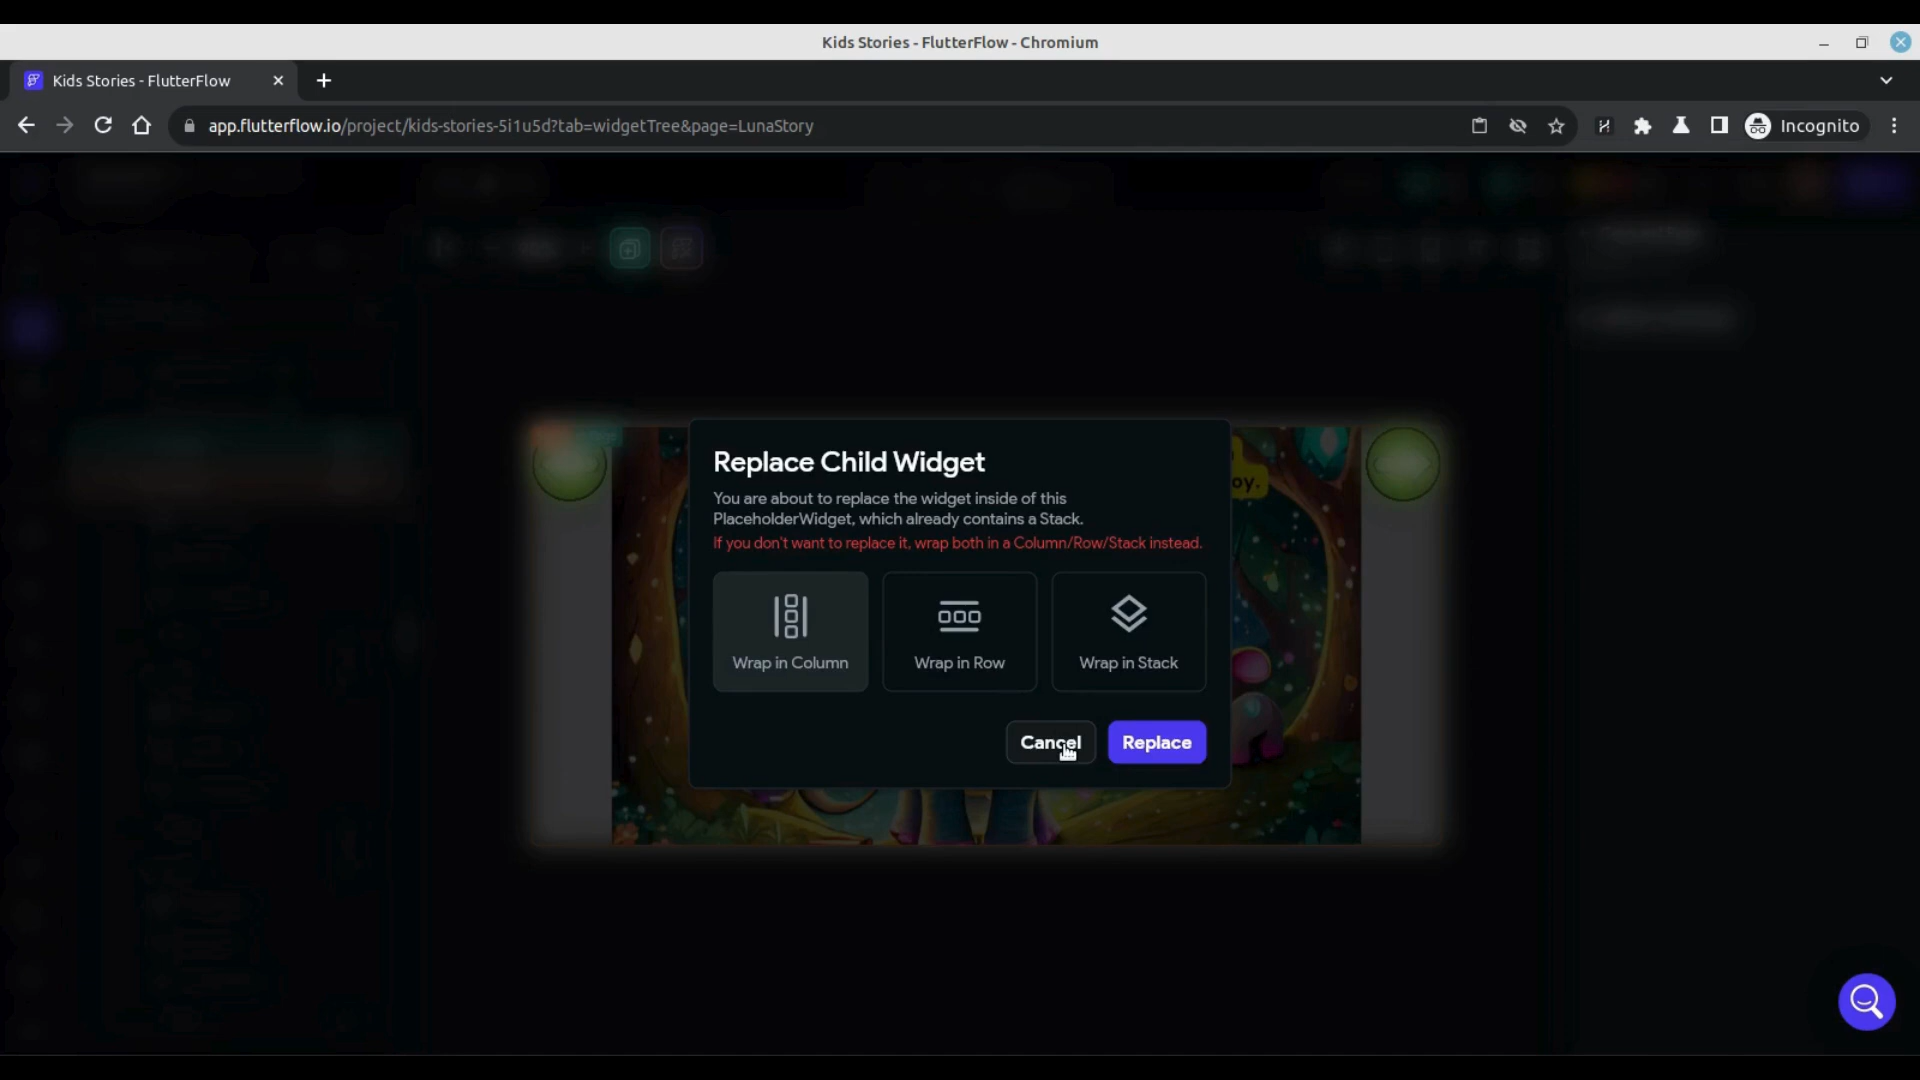 Kids Stories - FlutterFlow - Chromium
Kids Stories - FlutterFlow
app.flutterflow.io/project/kids-stories-5i1u5d?tab=widgetTree&page=LunaStory
Incognito
oy.
Replace Child Widget
You are about to replace the widget inside of this
PlaceholderWidget, which already contains a Stack.
If you don't want to replace it, wrap both in a Column/Row/Stack instead.
Wrap in Column
Wrap in Row
Wrap in Stack
Cancel
Replace